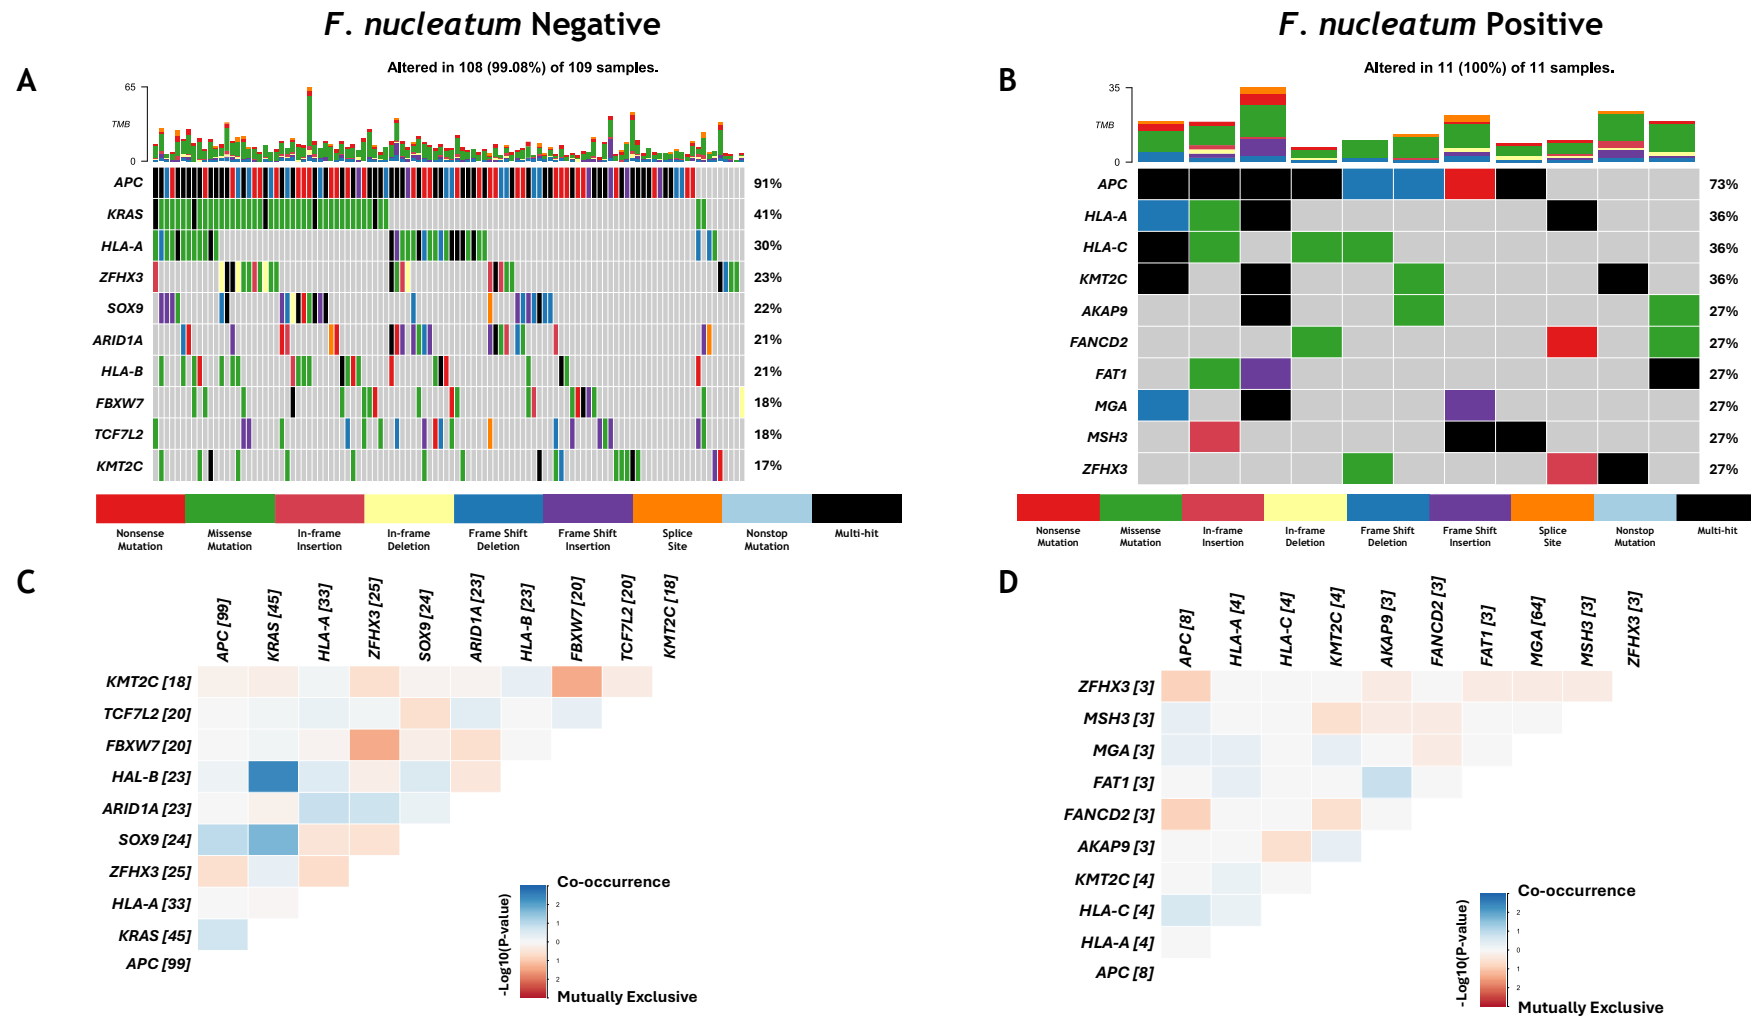 F. nucleatum Negative
F. nucleatum Positive
A
Altered in 108 (99.08%) of 109 samples.
65
TMB
0
APC 91%
KRAS 41%
HLA-A 30%
ZFHX3 23%
SOX9 22%
ARID1A 21%
HLA-B 21%
FBXW7 18%
TCF7L2 18%
KMT2C 17%
Nonsense Mutation
Missense Mutation
In-frame Insertion
In-frame Deletion
Frame Shift Deletion
Frame Shift Insertion
Splice Site
Nonstop Mutation
Multi-hit
B
Altered in 11 (100%) of 11 samples.
35
TMB
0
APC 73%
HLA-A 36%
HLA-C 36%
KMT2C 36%
AKAP9 27%
FANCD2 27%
FAT1 27%
MGA 27%
MSH3 27%
ZFHX3 27%
Nonsense Mutation
Missense Mutation
In-frame Insertion
In-frame Deletion
Frame Shift Deletion
Frame Shift Insertion
Splice Site
Nonstop Mutation
Multi-hit
C
APC [99]
KRAS [45]
HLA-A [33]
ZFHX3 [25]
SOX9 [24]
ARID1A [23]
HLA-B [23]
FBXW7 [20]
TCF7L2 [20]
KMT2C [18]
KMT2C [18]
TCF7L2 [20]
FBXW7 [20]
HAL-B [23]
ARID1A [23]
SOX9 [24]
ZFHX3 [25]
HLA-A [33]
KRAS [45]
APC [99]
-Log10(P-value)
Co-occurrence
2
1
0
1
2
Mutually Exclusive
D
APC [8]
HLA-A [4]
HLA-C [4]
KMT2C [4]
AKAP9 [3]
FANCD2 [3]
FAT1 [3]
MGA [64]
MSH3 [3]
ZFHX3 [3]
ZFHX3 [3]
MSH3 [3]
MGA [3]
FAT1 [3]
FANCD2 [3]
AKAP9 [3]
KMT2C [4]
HLA-C [4]
HLA-A [4]
APC [8]
-Log10(P-value)
Co-occurrence
2
1
0
1
2
Mutually Exclusive